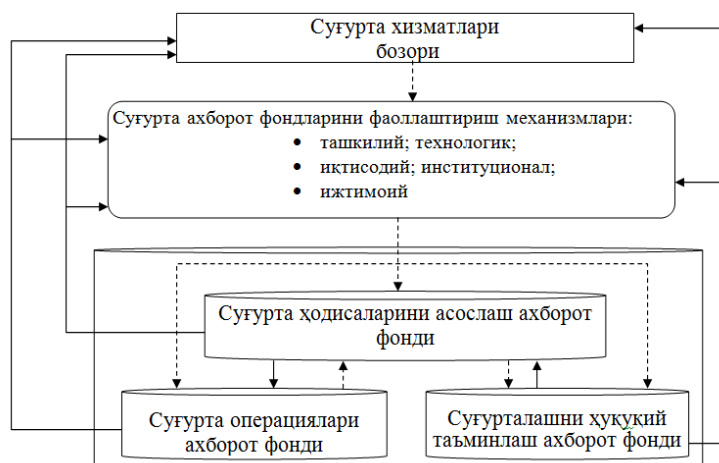 Суғурта хизматлари
бозори
Суғурта ахборот фондларини фаоллаштириш механизмлари:
• ташкилий; технологик;
• иқтисодий; институционал;
• ижтимоий
Суғурта ҳодисаларини асослаш ахборот
фонди
Суғурта операциялари
ахборот фонди
Суғурталашни ҳуқуқий
таъминлаш ахборот фонди